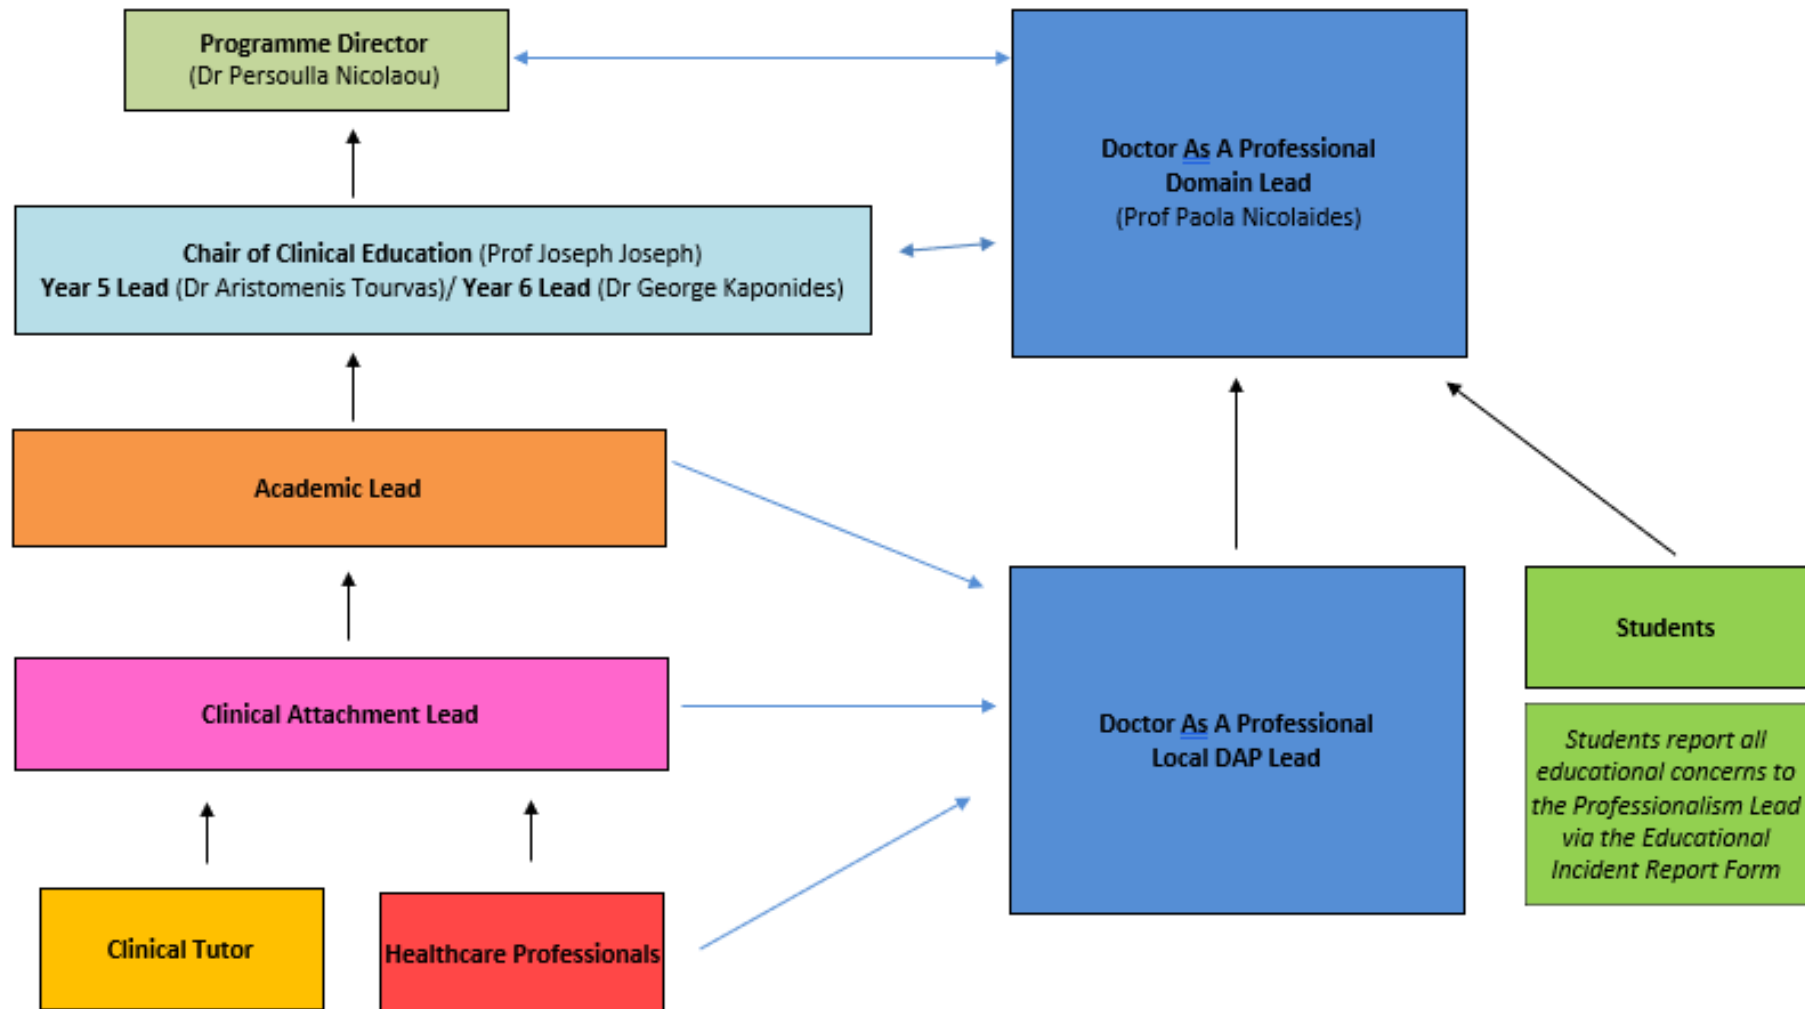 Programme Director
(Dr Persoulla Nicolaou)
Doctor As A Professional
Domain Lead
(Prof Paola Nicolaides)
Chair of Clinical Education (Prof Joseph Joseph)
Year 5 Lead (Dr Aristomenis Tourvas)/ Year 6 Lead (Dr George Kaponides)
Academic Lead
Clinical Attachment Lead
Doctor As A Professional
Local DAP Lead
Students
Students report all
educational concerns to
the Professionalism Lead
via the Educational
Incident Report Form
Clinical Tutor
Healthcare Professionals